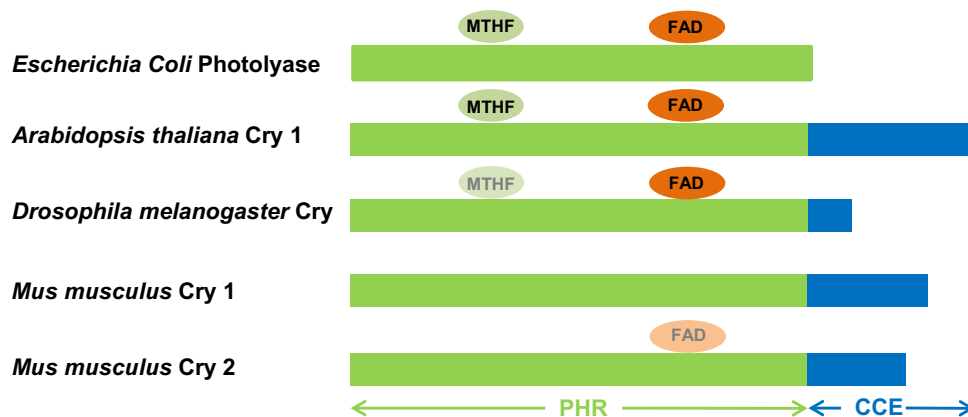 MTHF FAD
Escherichia Coli Photolyase
MTHF FAD
Arabidopsis thaliana Cry 1
MTHF FAD
Drosophila melanogaster Cry
Mus musculus Cry 1
FAD
Mus musculus Cry 2
PHR CCE